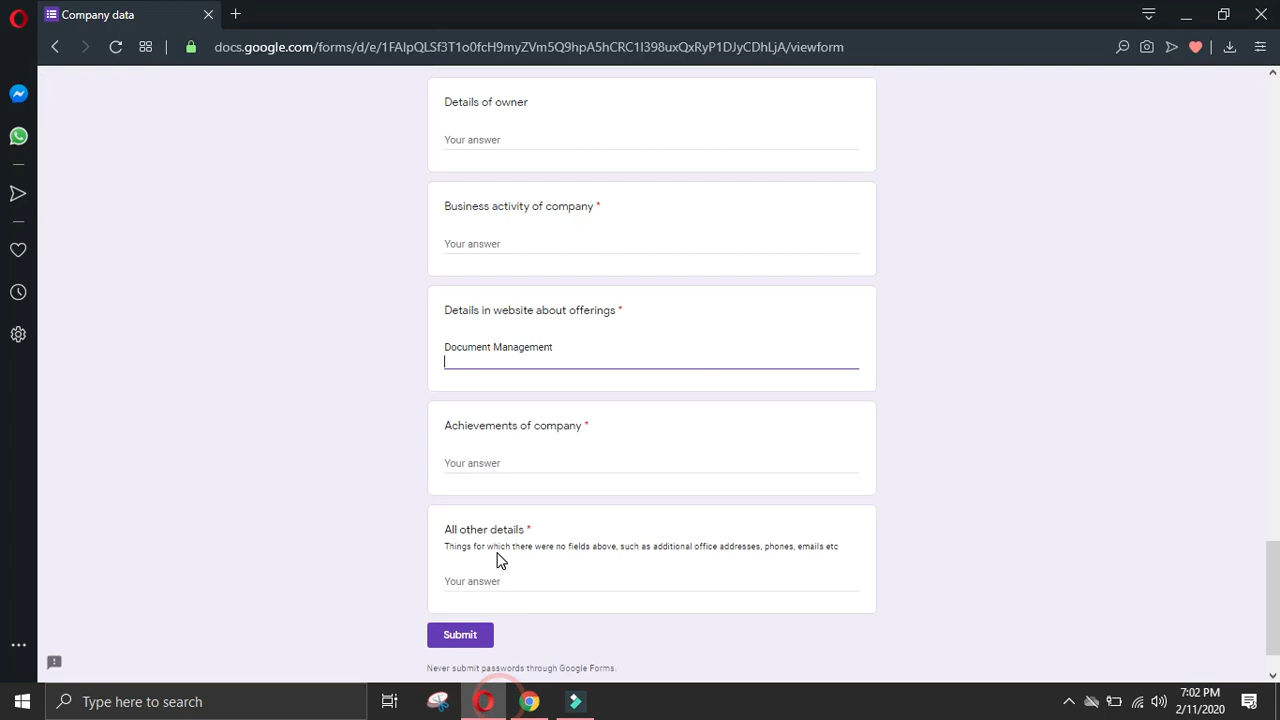 Company data
docs.google.com/forms/d/e/1FAIpQLSf3T1o0fcH9myZVm5Q9hpA5hCRC1I398uxQxRyP1DJyCDhLjA/viewform
Details of owner
Your answer
Business activity of company *
Your answer
Details in website about offerings *
Document Management
Achievements of company *
Your answer
All other details *
Things for which there were no fields above, such as additional office addresses, phones, emails etc
Your answer
Submit
Never submit passwords through Google Forms.
Type here to search
7:02 PM
2/11/2020